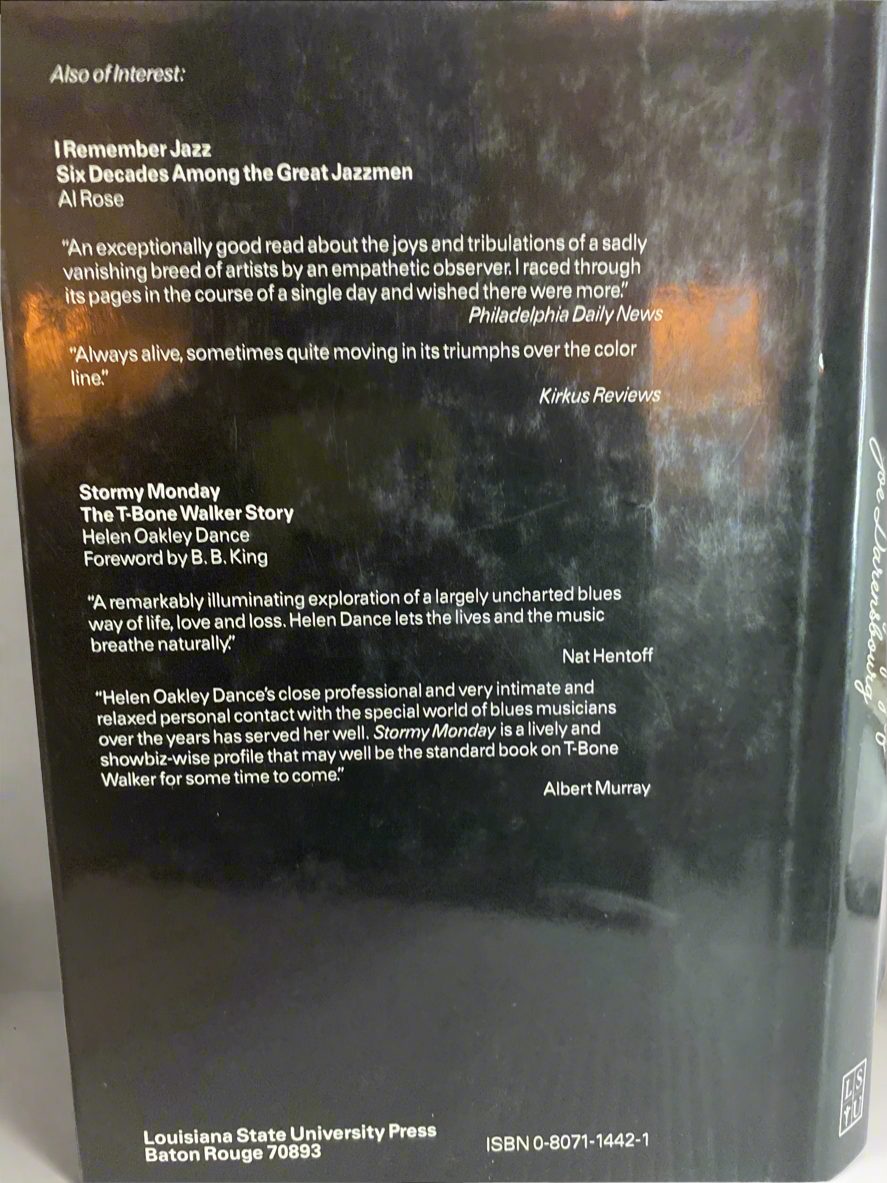 Also of Interest:
I Remember Jazz
Six Decades Among the Great Jazzmen
Al Rose
"An exceptionally good read about the joys and tribulations of a sadly
vanishing breed of artists by an empathetic observer. I raced through
its pages in the course of a single day and wished there were more."
Philadelphia Daily News
"Always alive, sometimes quite moving in its triumphs over the color
line."
Kirkus Reviews
Stormy Monday
The T-Bone Walker Story
Helen Oakley Dance
Foreword by B. B. King
"A remarkably illuminating exploration of a largely uncharted blues
way of life, love and loss. Helen Dance lets the lives and the music
breathe naturally."
Nat Hentoff
"Helen Oakley Dance's close professional and very intimate and
relaxed personal contact with the special world of blues musicians
over the years has served her well. Stormy Monday is a lively and
showbiz-wise profile that may well be the standard book on T-Bone
Walker for some time to come."
Albert Murray
Louisiana State University Press
Baton Rouge 70893
ISBN 0-8071-1442-1
Joe Darensbourg
LSU